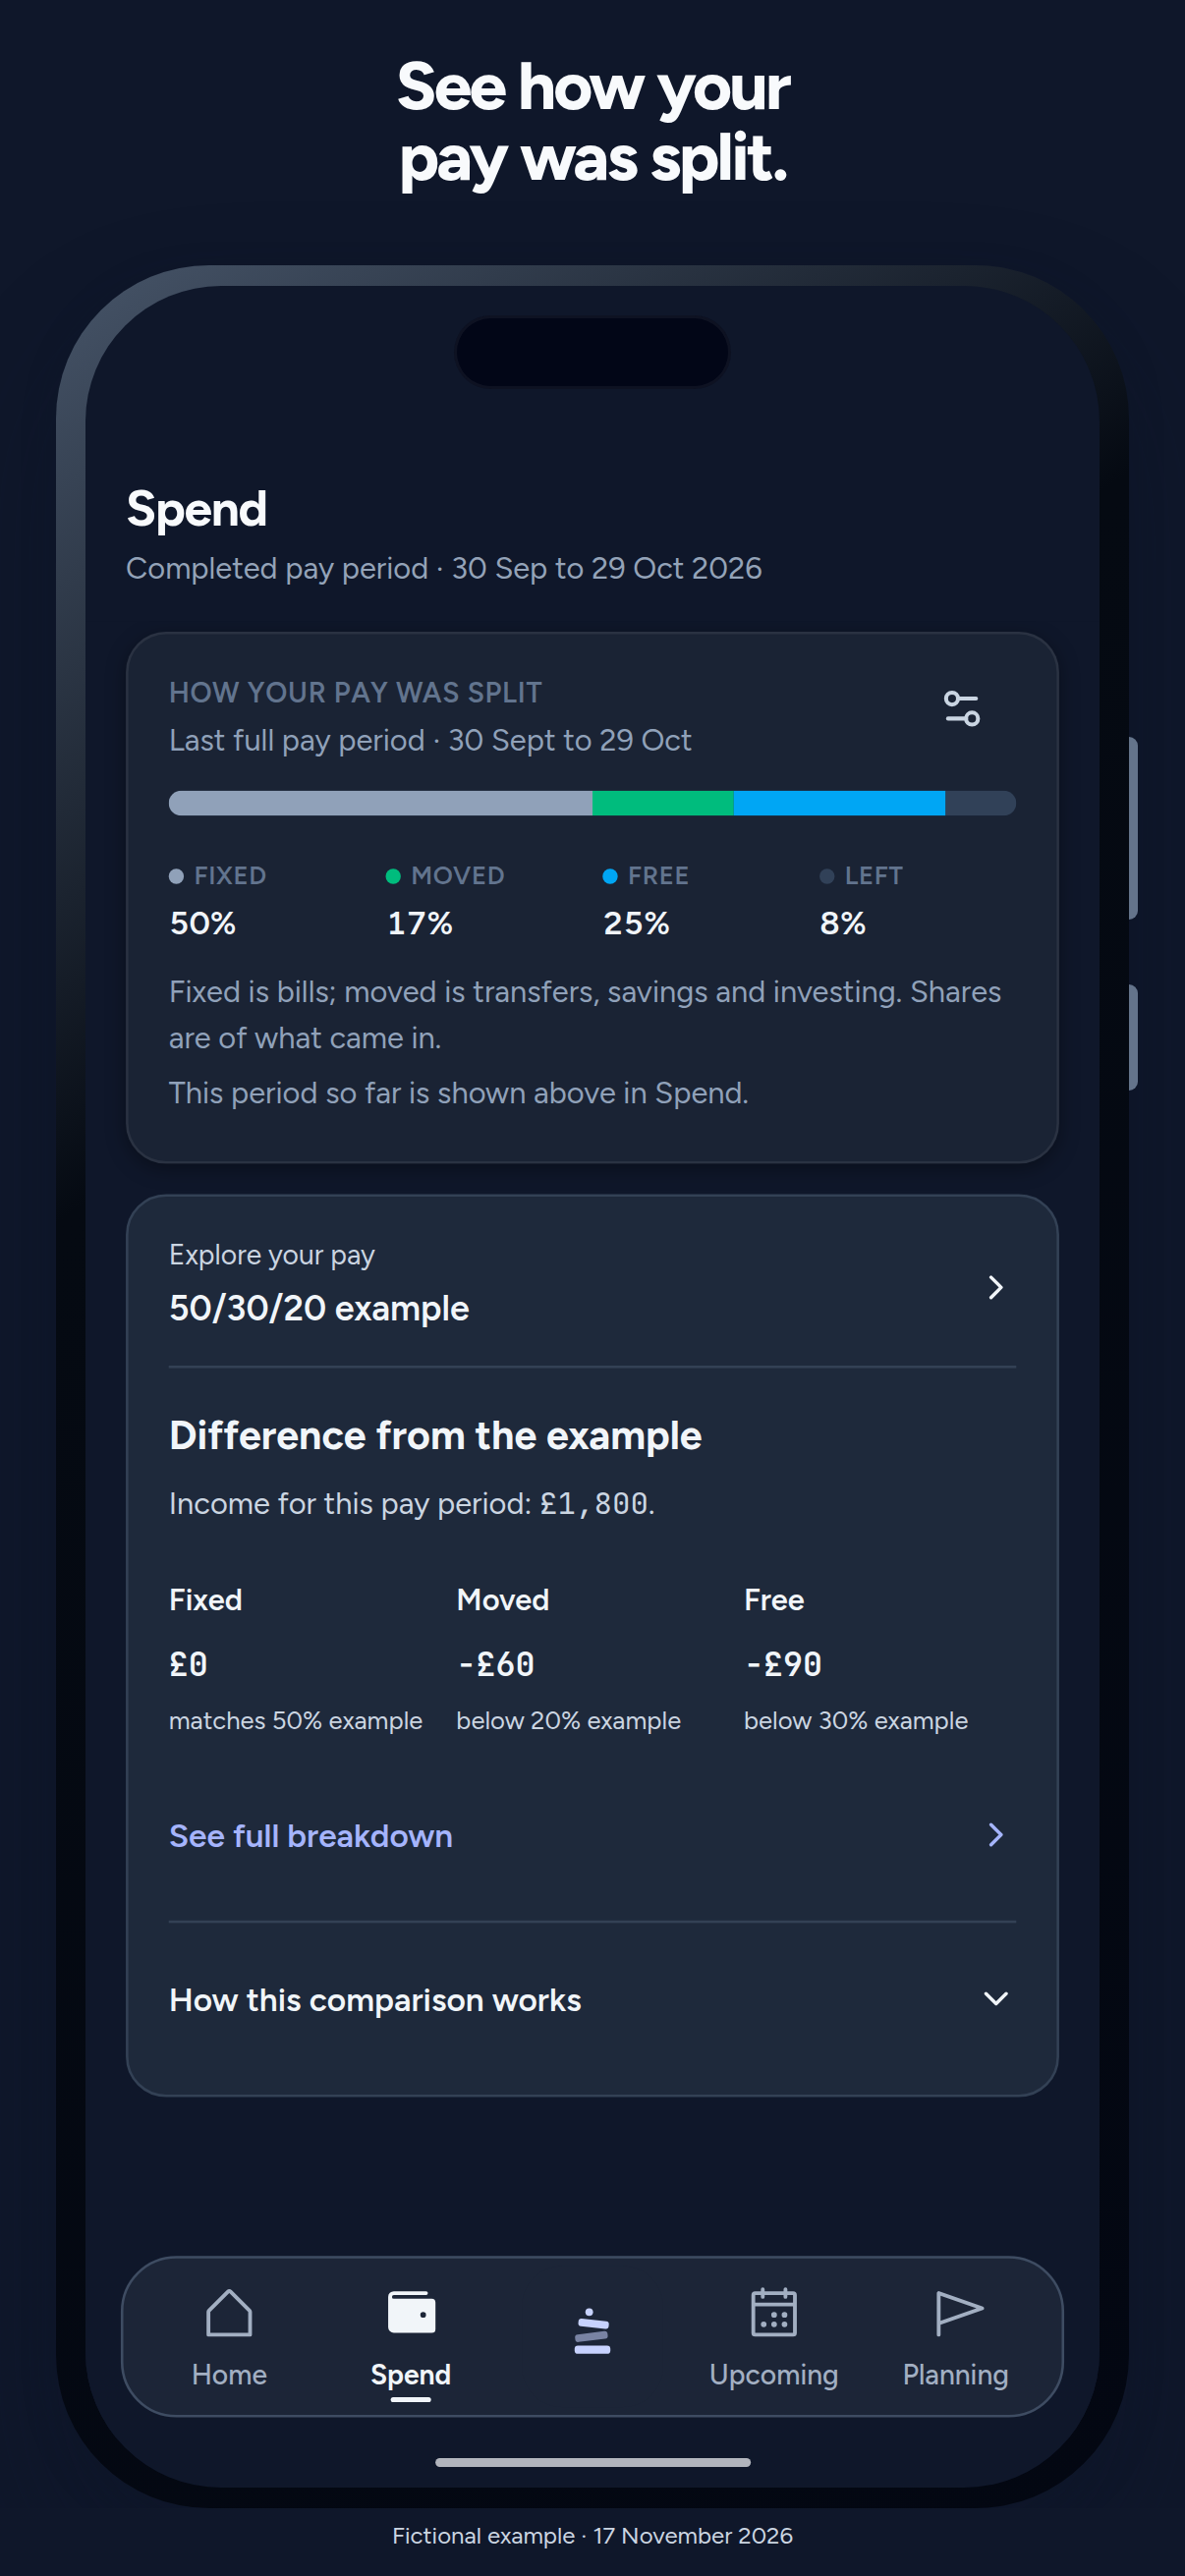 See how your
pay was split.
Spend
Completed pay period · 30 Sep to 29 Oct 2026
HOW YOUR PAY WAS SPLIT
Last full pay period · 30 Sept to 29 Oct
FIXED MOVED FREE LEFT
50% 17% 25% 8%
Fixed is bills; moved is transfers, savings and investing. Shares
are of what came in.
This period so far is shown above in Spend.
Explore your pay
50/30/20 example
Difference from the example
Income for this pay period: £1,800.
Fixed Moved Free
£0 -£60 -£90
matches 50% example below 20% example below 30% example
See full breakdown
How this comparison works
Home Spend Upcoming Planning
Fictional example · 17 November 2026